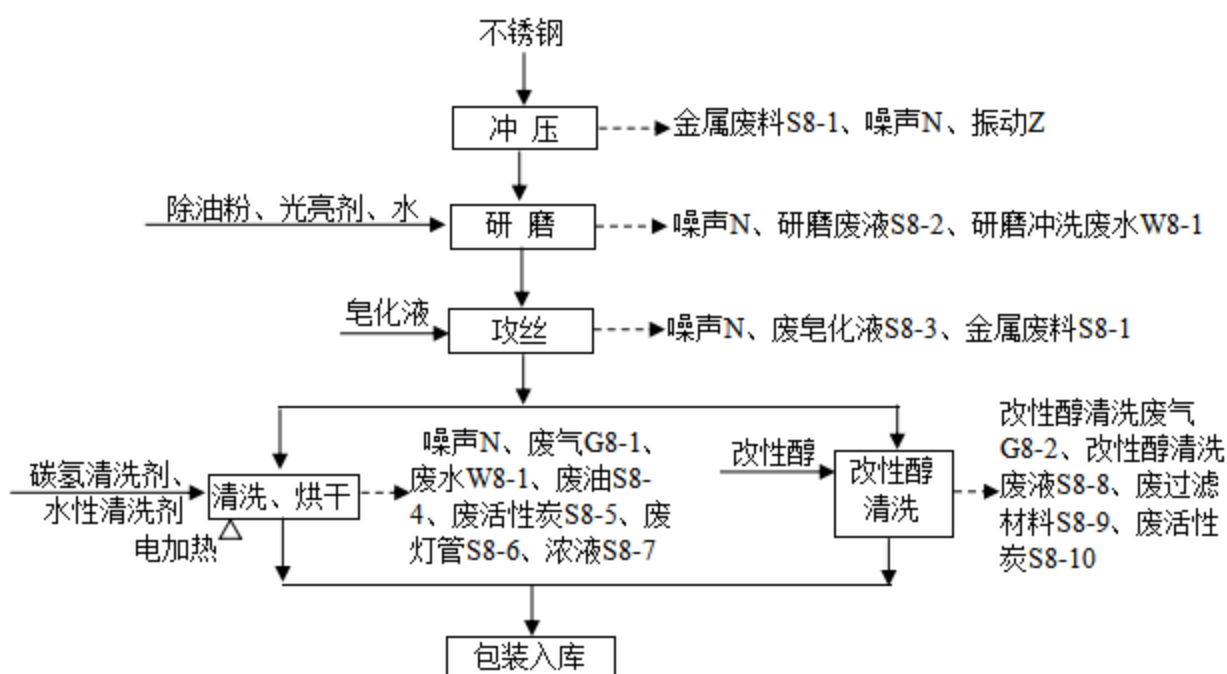 不锈钢
冲 压
金属废料S8-1、噪声N、振动Z
除油粉、光亮剂、水
研 磨
噪声N、研磨废液S8-2、研磨冲洗废水W8-1
皂化液
攻丝
噪声N、废皂化液S8-3、金属废料S8-1
碳氢清洗剂、
水性清洗剂
清洗、烘干
电加热
噪声N、废气G8-1、
废水W8-1、废油S8-
4、废活性炭S8-5、废
灯管S8-6、浓液S8-7
改性醇
改性醇
清洗
改性醇清洗废气
G8-2、改性醇清洗
废液S8-8、废过滤
材料S8-9、废活性
炭S8-10
包装入库